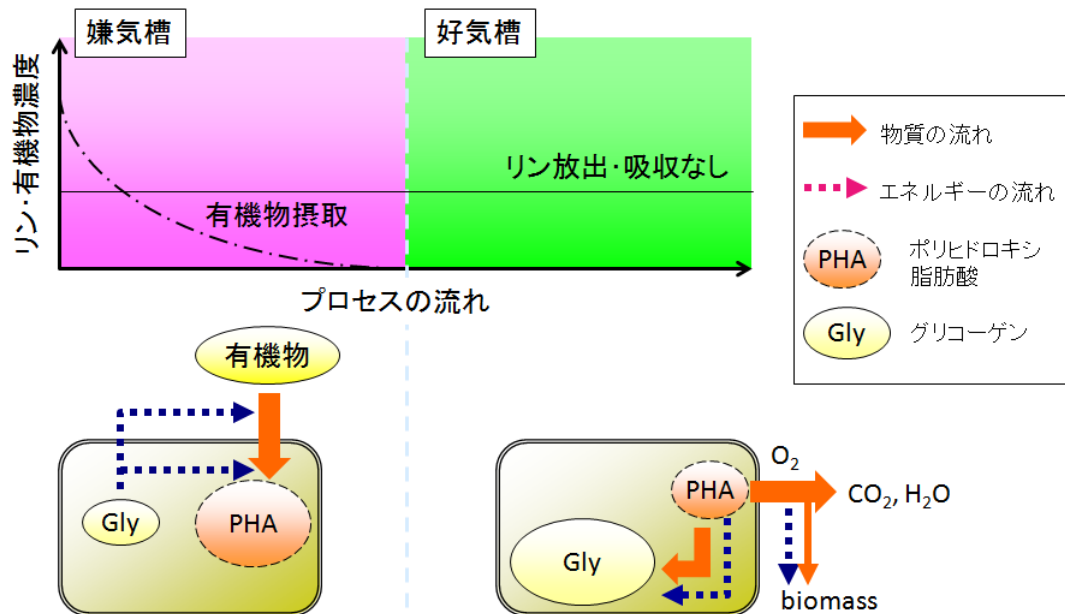 嫌気槽
好気槽
リン・有機物濃度
リン放出・吸収なし
有機物摂取
プロセスの流れ
物質の流れ
エネルギーの流れ
PHA
ポリヒドロキシ
脂肪酸
Gly
グリコーゲン
有機物
Gly
PHA
PHA
O₂
CO₂, H₂O
Gly
biomass